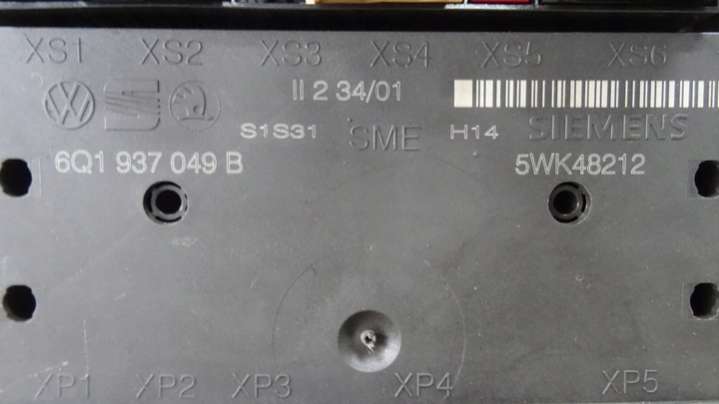 XS1 XS2 XS3 XS4 XS5 XS6
II 2 34/01
S1S31 SME H14 SIEMENS
6Q1 937 049 B 5WK48212
XP1 XP2 XP3 XP4 XP5